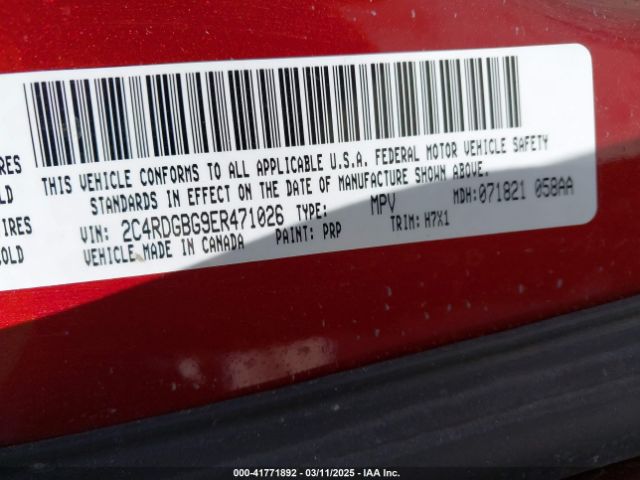 THIS VEHICLE CONFORMS TO ALL APPLICABLE U.S.A. FEDERAL MOTOR VEHICLE SAFETY
STANDARDS IN EFFECT ON THE DATE OF MANUFACTURE SHOWN ABOVE.
VIN: 2C4RDGBG9ER471026 TYPE: MPV MDH:071821 058AA
VEHICLE MADE IN CANADA PAINT: PRP TRIM: H7X1
IRES
LD
IRES
OLD
000-41771892 - 03/11/2025 - IAA Inc.